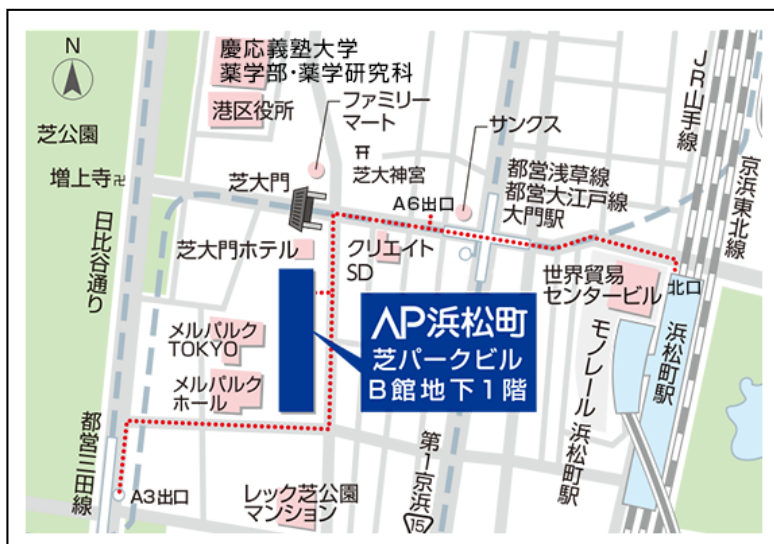 N
慶応義塾大学
薬学部・薬学研究科
港区役所
ファミリー
マート
サンクス
JR山手線
京浜東北線
芝公園
増上寺卍
芝大門
芝大神宮
A6出口
都営浅草線
都営大江戸線
大門駅
日比谷通り
芝大門ホテル
クリエイト
SD
世界貿易
センタービル
北口
浜松町駅
AP浜松町
芝パークビル
B館地下1階
メルパルク
TOKYO
メルパルク
ホール
モノレール 浜松町駅
都営三田線
A3出口
レック芝公園
マンション
第1京浜
15